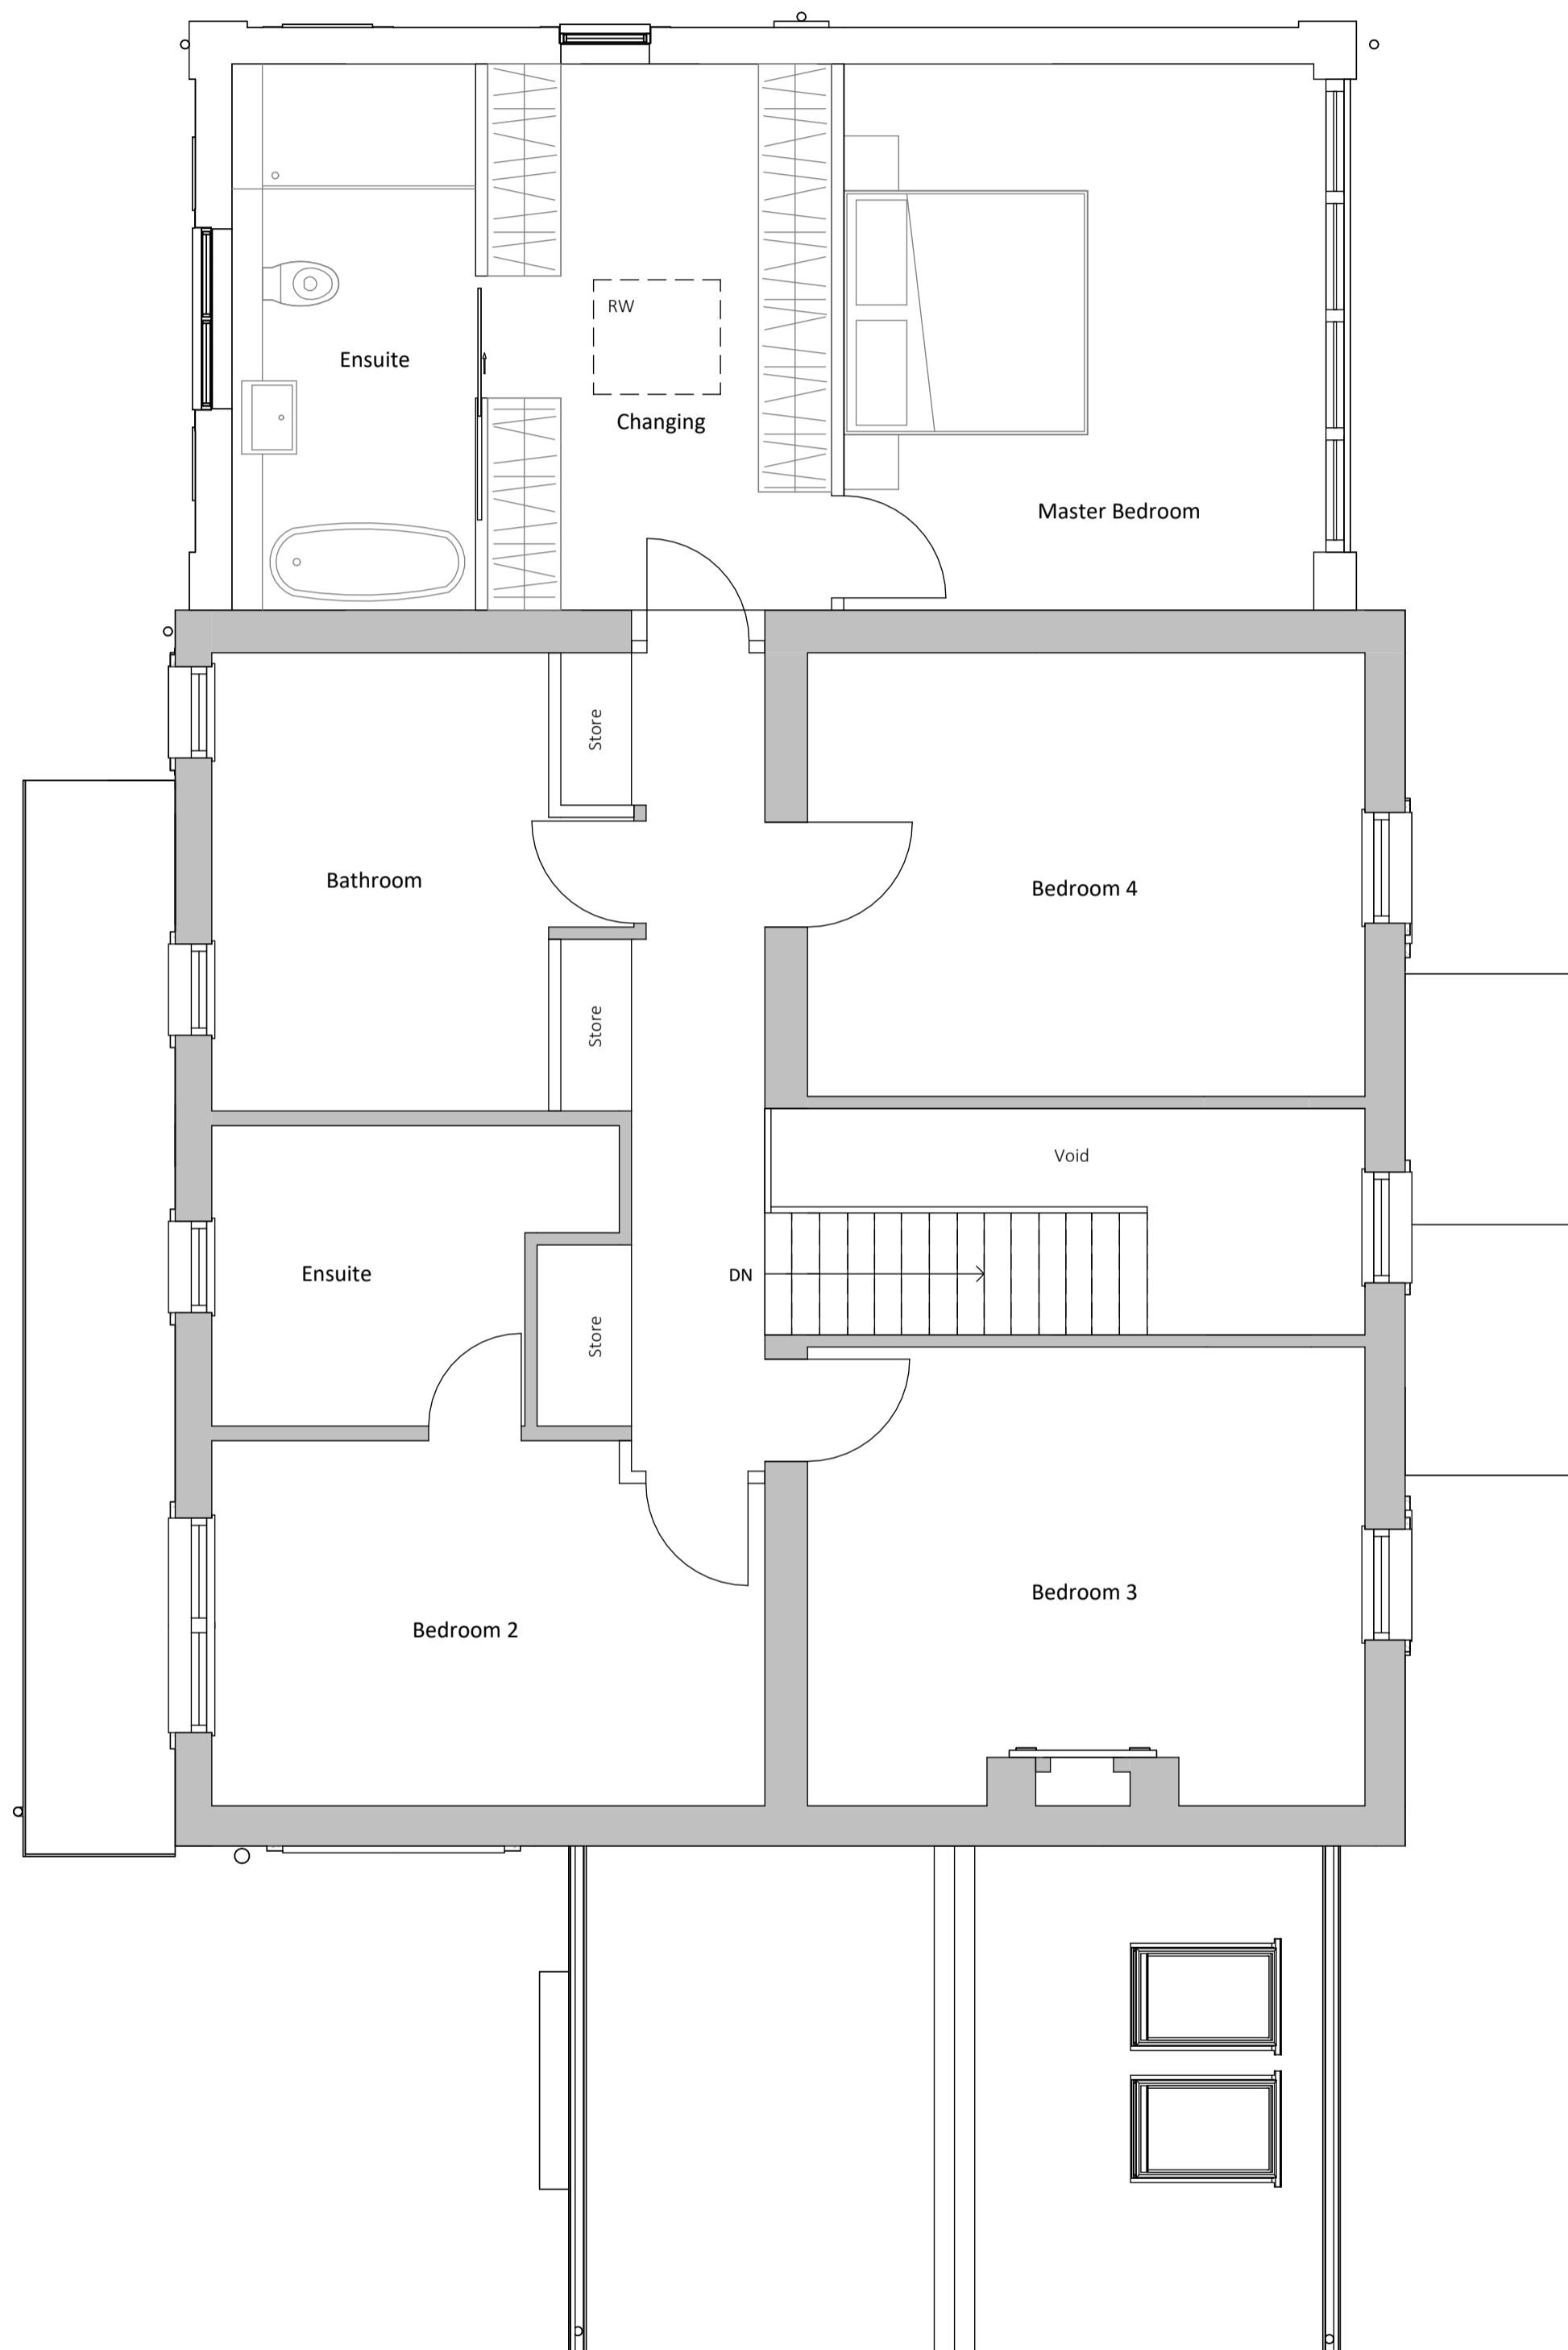 RW
Ensuite
Changing
Master Bedroom
Store
Bathroom
Bedroom 4
Store
Void
Ensuite
DN
Store
Bedroom 3
Bedroom 2